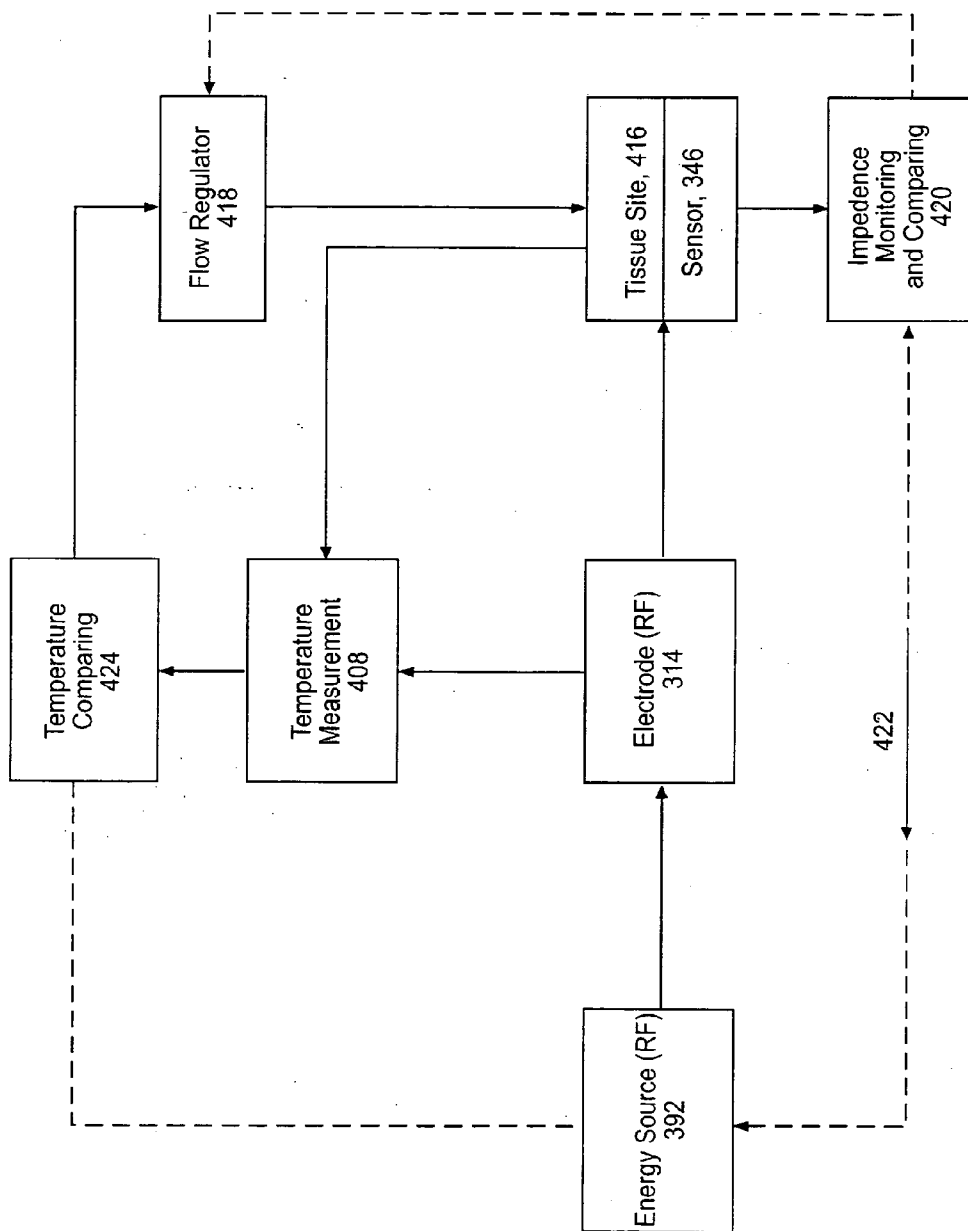 Temperature
Comparing
424
Flow Regulator
418
Temperature
Measurement
408
Energy Source (RF)
392
Electrode (RF)
314
Tissue Site, 416
Sensor, 346
422
Impedence
Monitoring
and Comparing
420